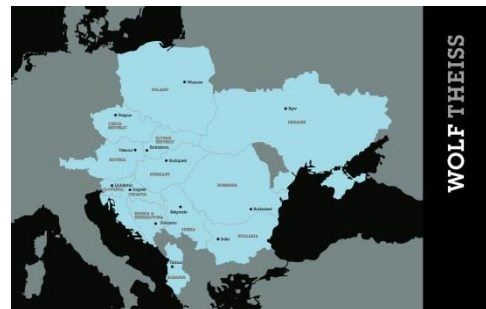 POLAND
Warsaw
Prague
CZECH
REPUBLIC
Kyiv
UKRAINE
SLOVAK
REPUBLIC
Vienna
Bratislava
AUSTRIA
Budapest
HUNGARY
Ljubljana
SLOVENIA
Zagreb
CROATIA
ROMANIA
BOSNIA &
HERZEGOVINA
Belgrade
Bucharest
Sarajevo
SERBIA
Sofia
BULGARIA
Tirana
ALBANIA
WOLF THEISS